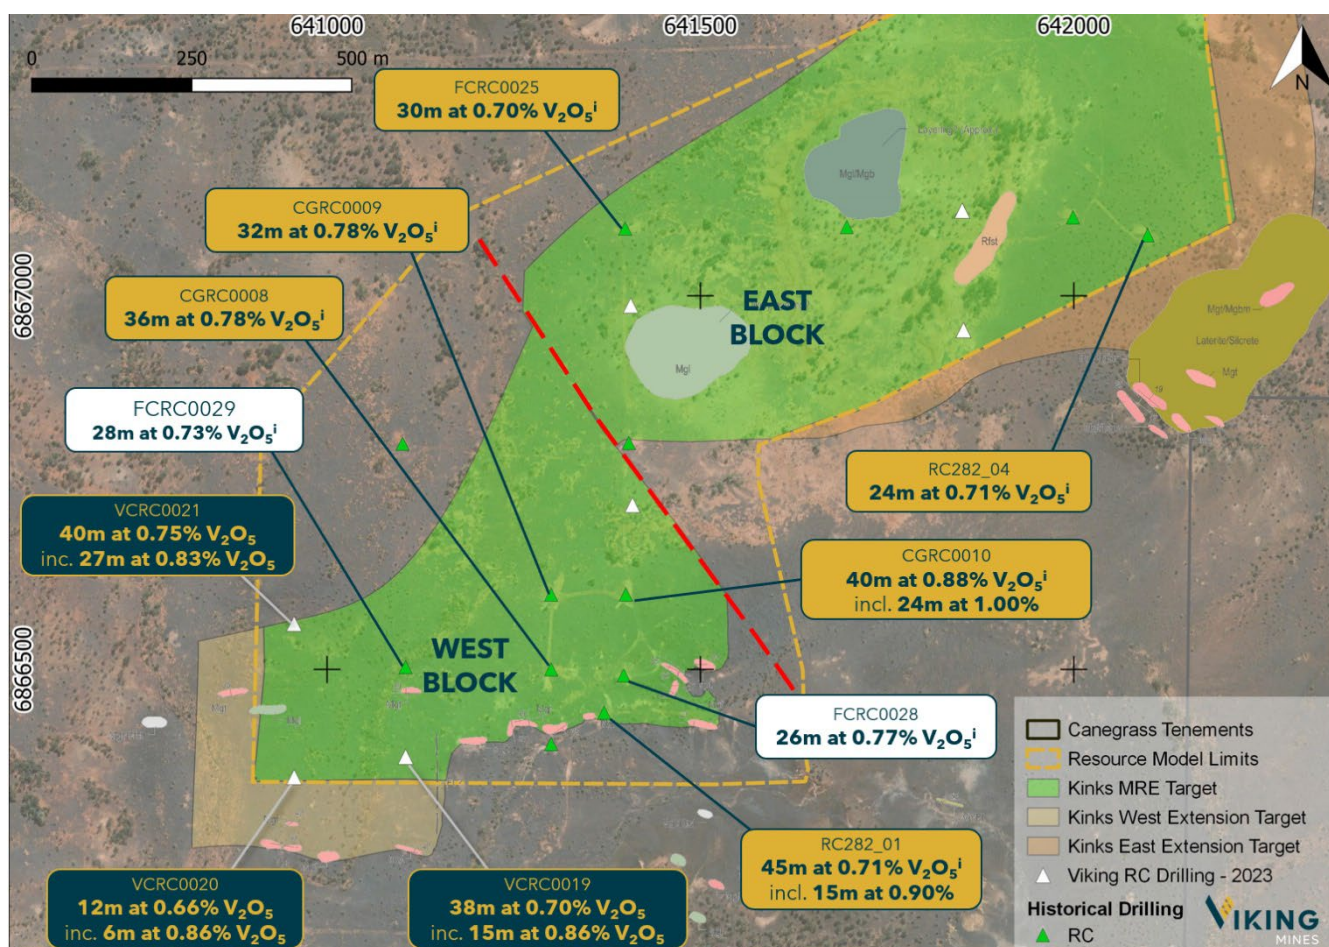 641000
641500
642000
0
250
500 m
N
6867000
6866500
FCRC0025
30m at 0.70% V₂O₅ⁱ
CGRC0009
32m at 0.78% V₂O₅ⁱ
CGRC0008
36m at 0.78% V₂O₅ⁱ
FCRC0029
28m at 0.73% V₂O₅ⁱ
VCRC0021
40m at 0.75% V₂O₅
inc. 27m at 0.83% V₂O₅
Mgl/Mgb
Rfst
EAST
BLOCK
Mgl
Mgt/Mgbm
Laterite/Silcrete
Mgt
RC282_04
24m at 0.71% V₂O₅ⁱ
CGRC0010
40m at 0.88% V₂O₅ⁱ
incl. 24m at 1.00%
WEST
BLOCK
FCRC0028
26m at 0.77% V₂O₅ⁱ
RC282_01
45m at 0.71% V₂O₅ⁱ
incl. 15m at 0.90%
VCRC0020
12m at 0.66% V₂O₅
inc. 6m at 0.86% V₂O₅
VCRC0019
38m at 0.70% V₂O₅
inc. 15m at 0.86% V₂O₅
Canegrass Tenements
Resource Model Limits
Kinks MRE Target
Kinks West Extension Target
Kinks East Extension Target
Viking RC Drilling - 2023
Historical Drilling
RC
VIKING
MINES